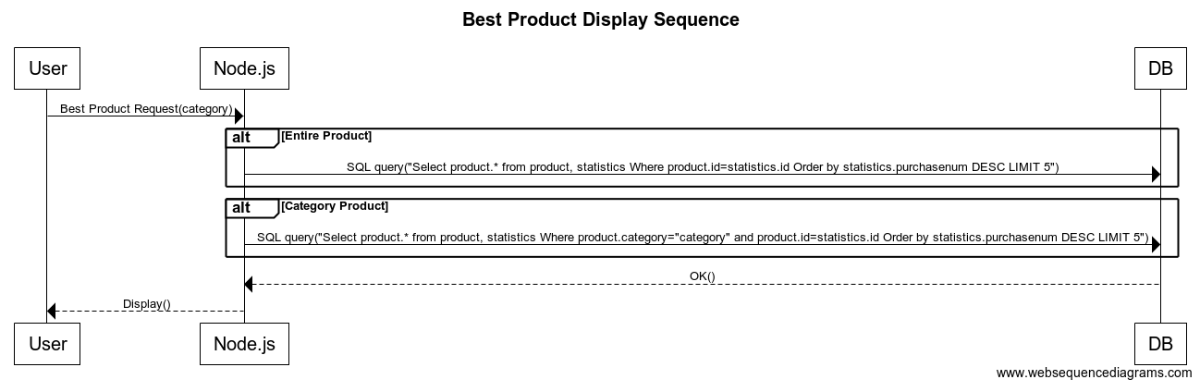 Best Product Display Sequence
User
Node.js
DB
Best Product Request(category)
alt
[Entire Product]
SQL query("Select product.* from product, statistics Where product.id=statistics.id Order by statistics.purchasenum DESC LIMIT 5")
alt
[Category Product]
SQL query("Select product.* from product, statistics Where product.category="category" and product.id=statistics.id Order by statistics.purchasenum DESC LIMIT 5")
OK()
Display()
User
Node.js
DB
www.websequencediagrams.com